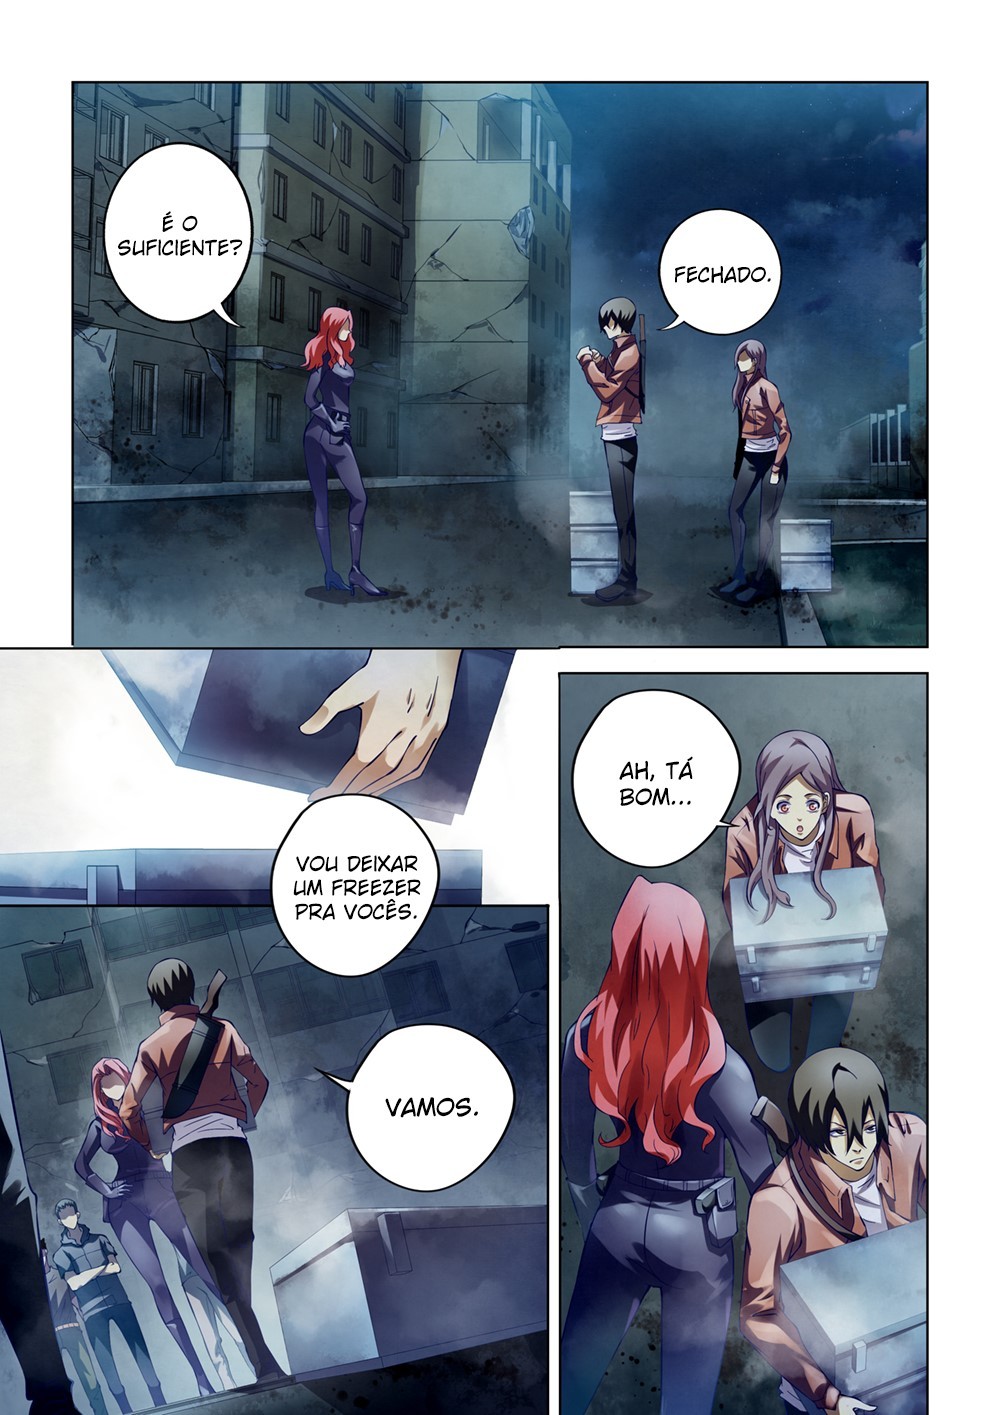 É O
SUFICIENTE?
FECHADO.
VOU DEIXAR
UM FREEZER
PRA VOCÊS.
VAMOS.
AH, TÁ
BOM...